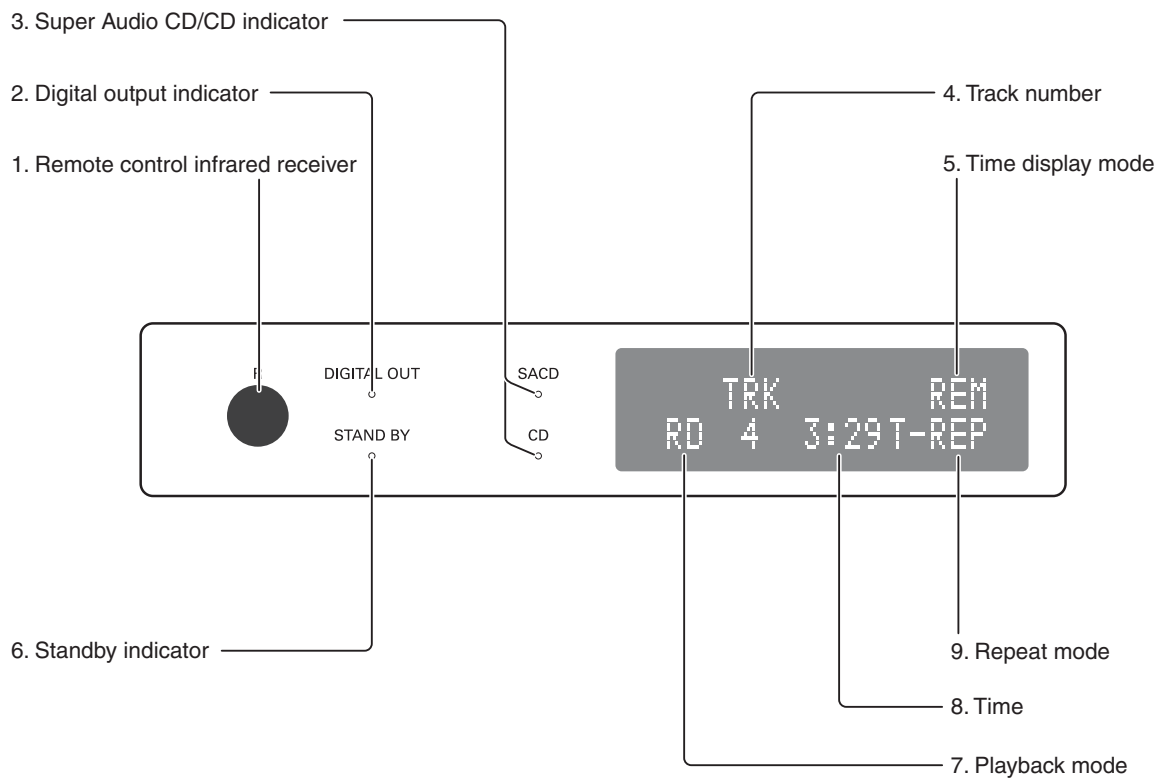 3. Super Audio CD/CD indicator
2. Digital output indicator
1. Remote control infrared receiver
4. Track number
5. Time display mode
DIGITAL OUT
SACD
STAND BY
CD
TRK REM
RD 4 3:29 T-REP
6. Standby indicator
9. Repeat mode
8. Time
7. Playback mode